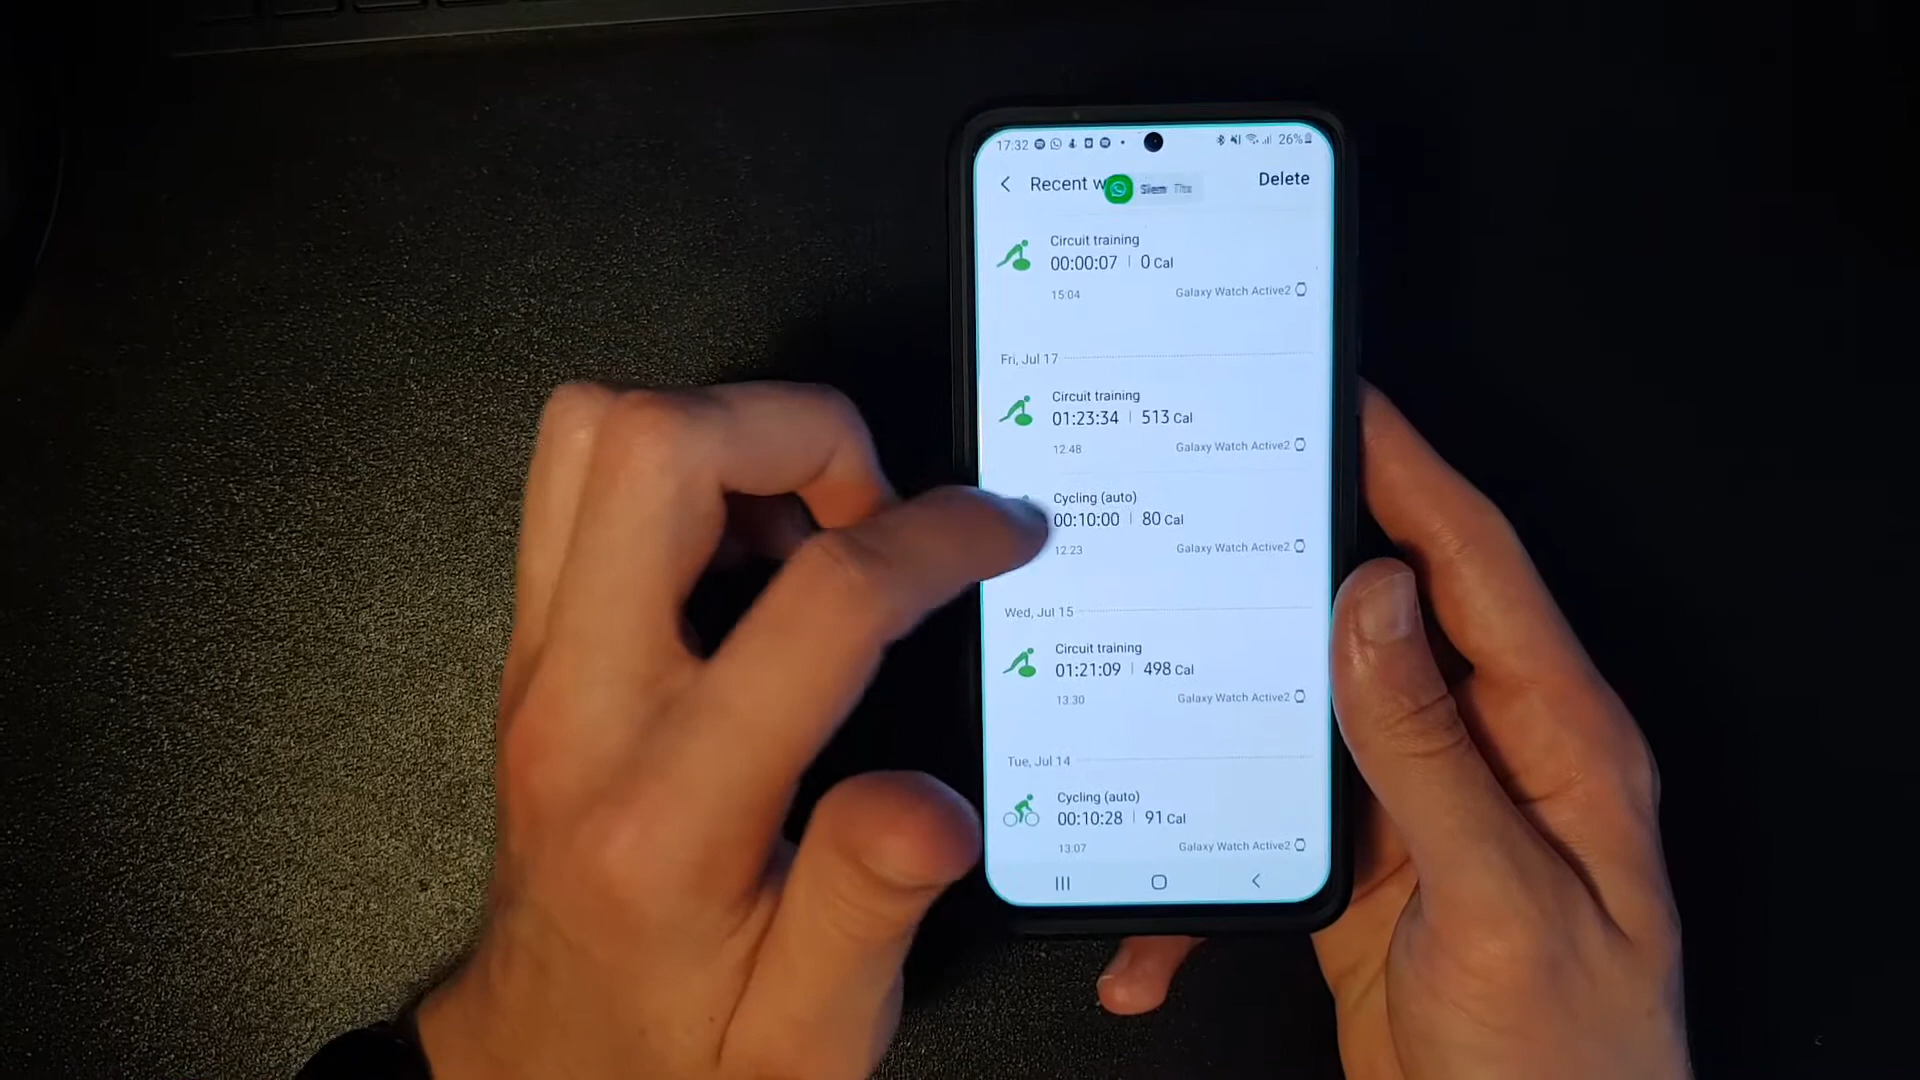 17:32
26%
Recent w
Siem
Delete
Circuit training
00:00:07 | 0 Cal
15:04
Galaxy Watch Active2
Fri, Jul 17
Circuit training
01:23:34 | 513 Cal
12:48
Galaxy Watch Active2
Cycling (auto)
00:10:00 | 80 Cal
12:23
Galaxy Watch Active2
Wed, Jul 15
Circuit training
01:21:09 | 498 Cal
13:30
Galaxy Watch Active2
Tue, Jul 14
Cycling (auto)
00:10:28 | 91 Cal
13:07
Galaxy Watch Active2